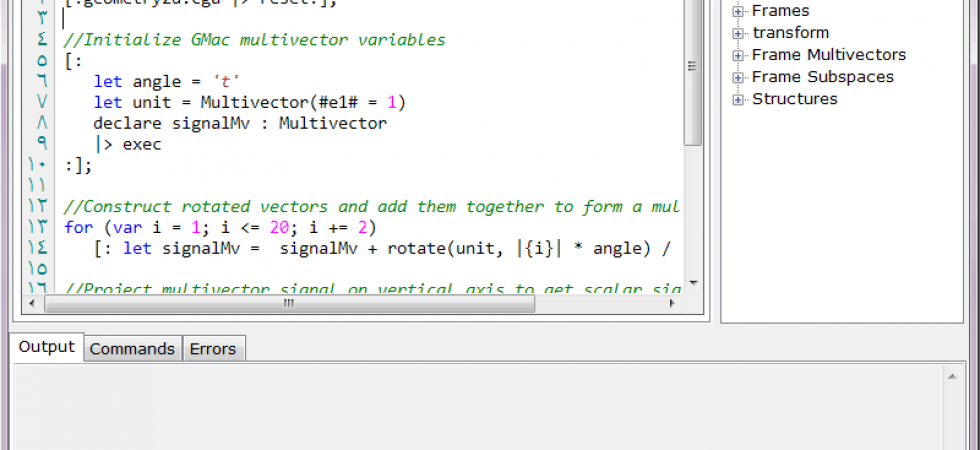 [:geometry2d.cga |> reset:];
٣
٤ //Initialize GMac multivector variables
٥ [:
٦ let angle = 't'
٧ let unit = Multivector(#e1# = 1)
٨ declare signalMv : Multivector
٩ |> exec
١٠ :];
١١
١٢ //Construct rotated vectors and add them together to form a mul
١٣ for (var i = 1; i <= 20; i += 2)
١٤ [: let signalMv = signalMv + rotate(unit, |{i}| * angle) /
١٥
١٦ //Project multivector signal on vertical axis to get scalar sig
Frames
transform
Frame Multivectors
Frame Subspaces
Structures
Output
Commands
Errors